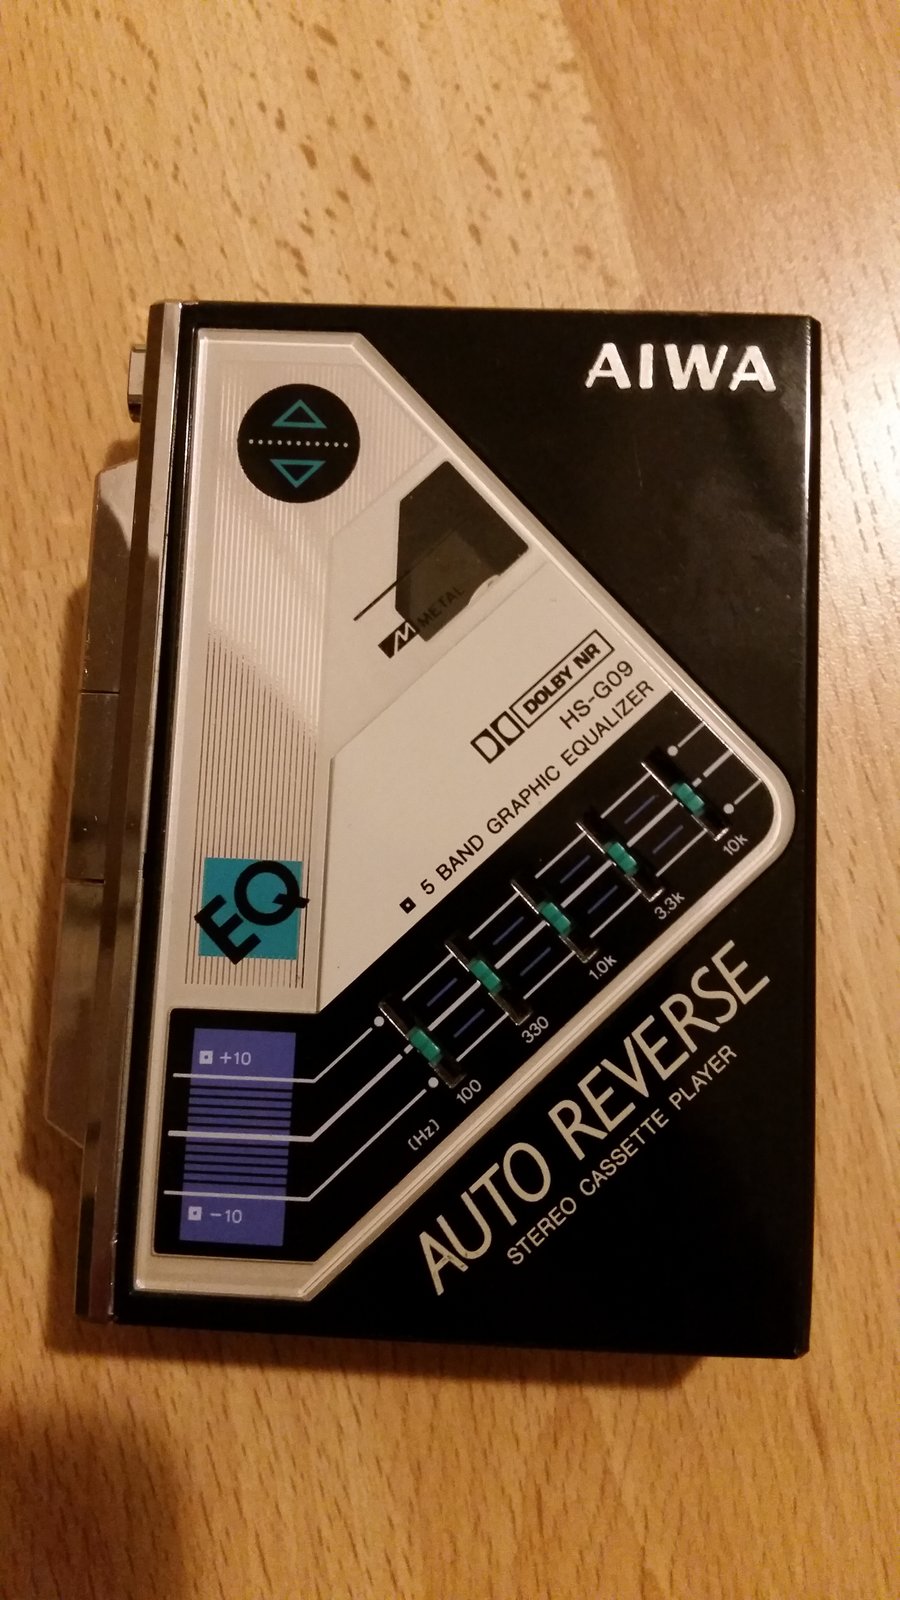 AIWA
METAL
DOLBY NR
HS-G09
5 BAND GRAPHIC EQUALIZER
EQ
+10
-10
(Hz) 100 330 1.0k 3.3k 10k
AUTO REVERSE
STEREO CASSETTE PLAYER